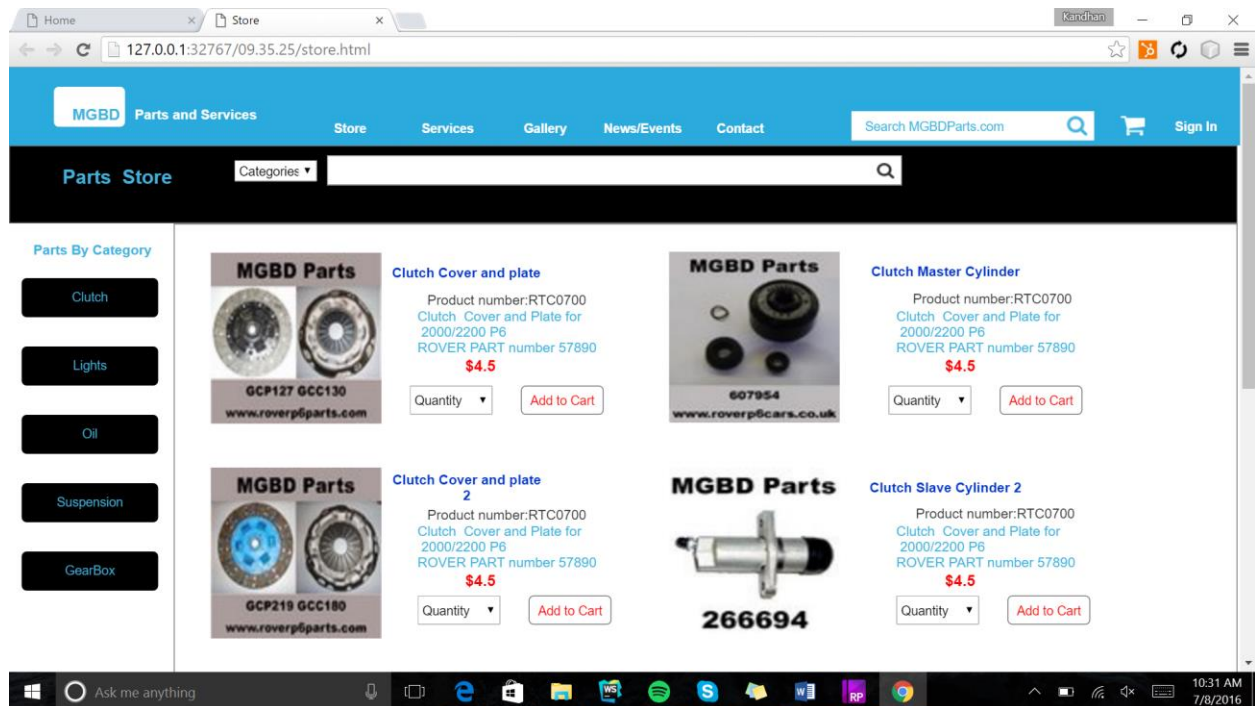 Home
Store
Kandhan
127.0.0.1:32767/09.35.25/store.html
MGBD Parts and Services
Store Services Gallery News/Events Contact
Search MGBDParts.com
Sign In
Parts Store
Categories
Parts By Category
Clutch
Lights
Oil
Suspension
GearBox
MGBD Parts
GCP127 GCC130
www.roverp6parts.com
Clutch Cover and plate
Product number:RTC0700
Clutch Cover and Plate for
2000/2200 P6
ROVER PART number 57890
$4.5
Quantity Add to Cart
MGBD Parts
607954
www.roverp6cars.co.uk
Clutch Master Cylinder
Product number:RTC0700
Clutch Cover and Plate for
2000/2200 P6
ROVER PART number 57890
$4.5
Quantity Add to Cart
MGBD Parts
GCP219 GCC180
www.roverp6parts.com
Clutch Cover and plate
2
Product number:RTC0700
Clutch Cover and Plate for
2000/2200 P6
ROVER PART number 57890
$4.5
Quantity Add to Cart
MGBD Parts
266694
Clutch Slave Cylinder 2
Product number:RTC0700
Clutch Cover and Plate for
2000/2200 P6
ROVER PART number 57890
$4.5
Quantity Add to Cart
Ask me anything
WS
RP
10:31 AM
7/8/2016